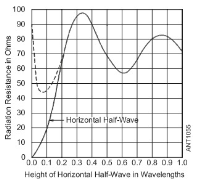 Radiation Resistance in Ohms
100
90
80
70
60
50
40
30
20
10
0
Horizontal Half-Wave
0.0 0.1 0.2 0.3 0.4 0.5 0.6 0.7 0.8 0.9 1.0
Height of Horizontal Half-Wave in Wavelengths
ANT1035